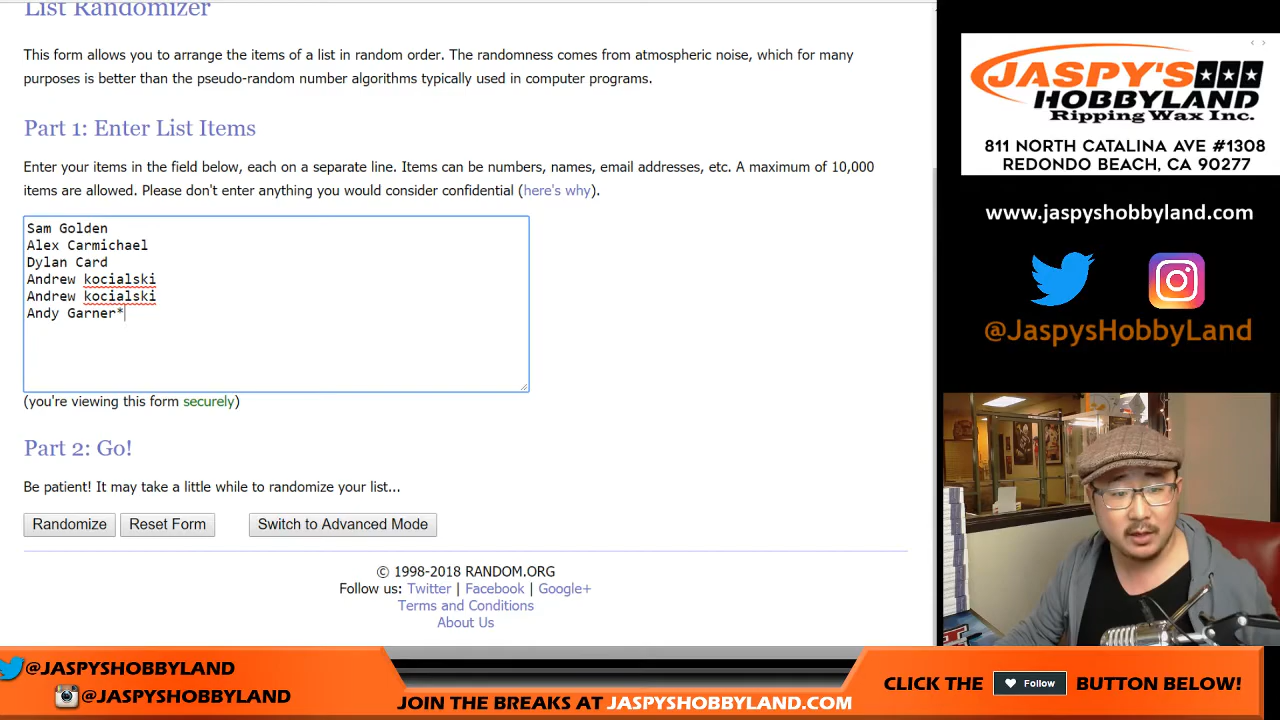 List Randomizer
This form allows you to arrange the items of a list in random order. The randomness comes from atmospheric noise, which for many
purposes is better than the pseudo-random number algorithms typically used in computer programs.
Part 1: Enter List Items
Enter your items in the field below, each on a separate line. Items can be numbers, names, email addresses, etc. A maximum of 10,000
items are allowed. Please don't enter anything you would consider confidential (here's why).
Sam Golden
Alex Carmichael
Dylan Card
Andrew kocialski
Andrew kocialski
Andy Garner*
(you're viewing this form securely)
Part 2: Go!
Be patient! It may take a little while to randomize your list...
Randomize
Reset Form
Switch to Advanced Mode
© 1998-2018 RANDOM.ORG
Follow us: Twitter | Facebook | Google+
Terms and Conditions
About Us
JASPY'S
HOBBYLAND
Ripping Wax Inc.
811 NORTH CATALINA AVE #1308
REDONDO BEACH, CA 90277
www.jaspyshobbyland.com
@JaspysHobbyLand
@JASPYSHOBBYLAND
@JASPYSHOBBYLAND
JOIN THE BREAKS AT JASPYSHOBBYLAND.COM
CLICK THE Follow BUTTON BELOW!